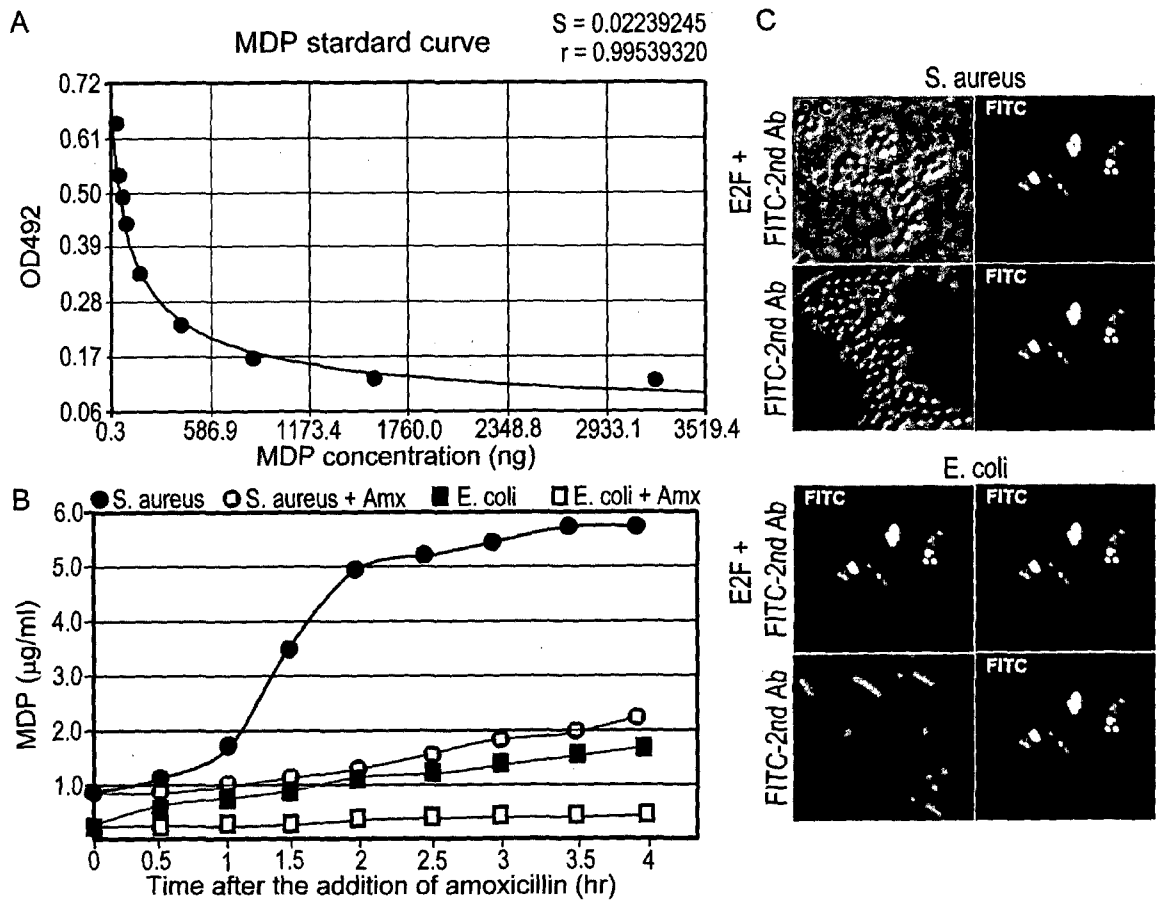 A
MDP stardard curve
S = 0.02239245
r = 0.99539320
0.72
0.61
0.50
0.39
0.28
0.17
0.06
OD492
0.3 586.9 1173.4 1760.0 2348.8 2933.1 3519.4
MDP concentration (ng)
B
S. aureus S. aureus + Amx E. coli E. coli + Amx
6.0
5.0
4.0
3.0
2.0
1.0
MDP (µg/ml)
0 0.5 1 1.5 2 2.5 3 3.5 4
Time after the addition of amoxicillin (hr)
C
S. aureus
E2F +
FITC-2nd Ab
FITC
FITC-2nd Ab
FITC
E. coli
E2F +
FITC-2nd Ab
FITC
FITC
FITC-2nd Ab
FITC